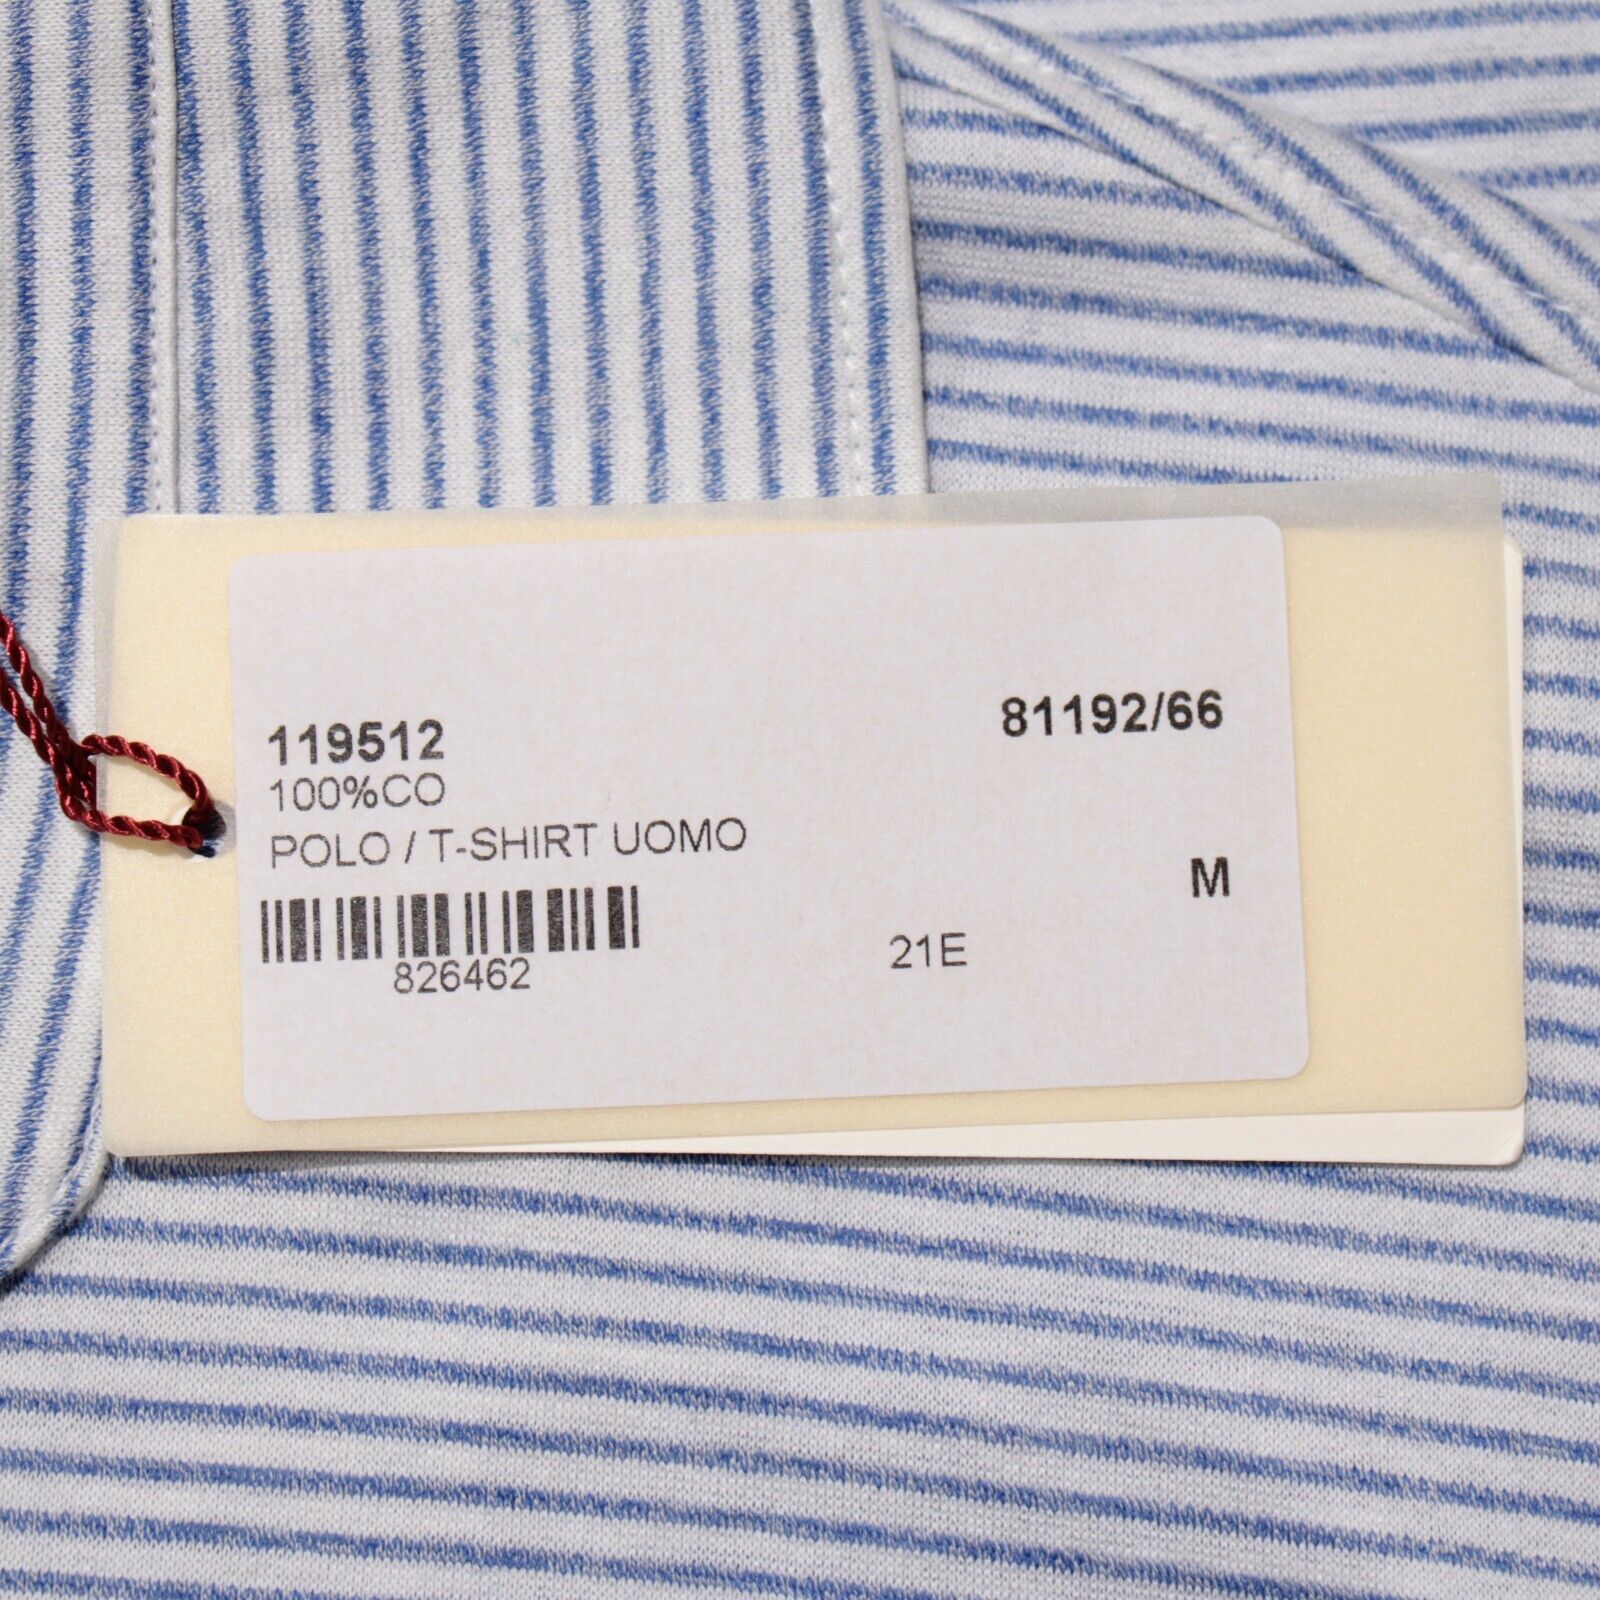 119512
81192/66
100%CO
POLO / T-SHIRT UOMO
M
826462
21E